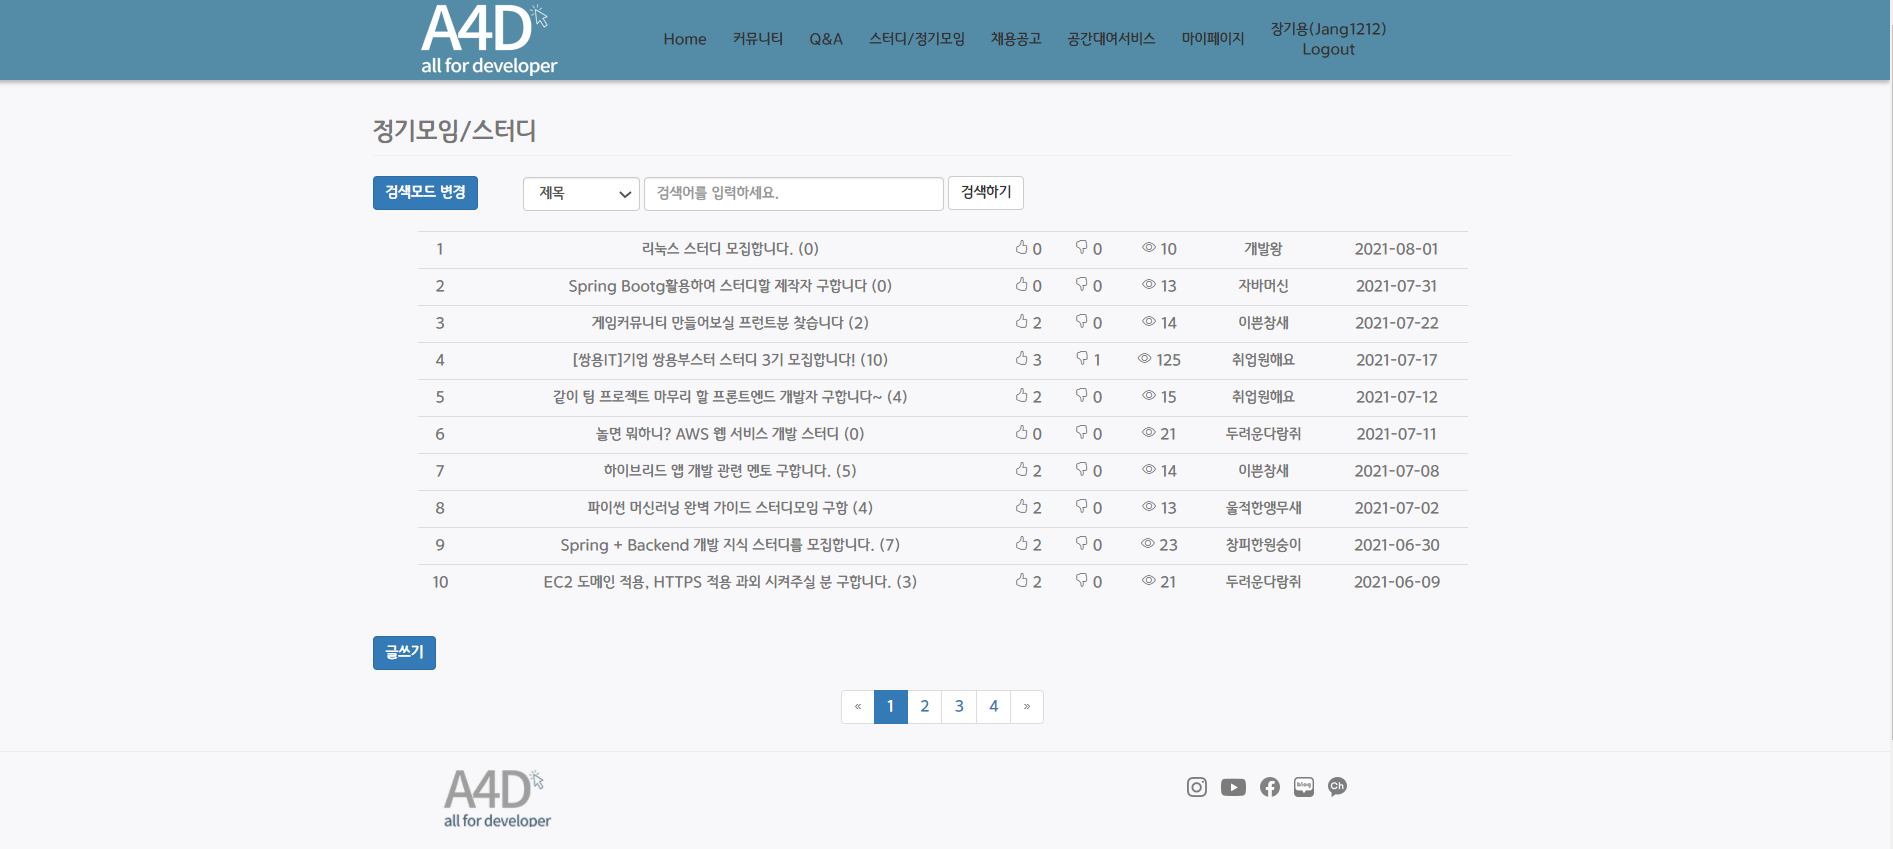 A4D
all for developer
Home 커뮤니티 Q&A 스터디/정기모임 채용공고 공간대여서비스 마이페이지 장기용(Jang1212)
Logout
정기모임/스터디
검색모드 변경 제목 검색어를 입력하세요. 검색하기
1 리눅스 스터디 모집합니다. (0) 0 0 10 개발왕 2021-08-01
2 Spring Bootg활용하여 스터디할 제작자 구합니다 (0) 0 0 13 자바머신 2021-07-31
3 게임커뮤니티 만들어보실 프런트분 찾습니다 (2) 2 0 14 이쁜참새 2021-07-22
4 [쌍용IT]기업 쌍용부스터 스터디 3기 모집합니다! (10) 3 1 125 취업원해요 2021-07-17
5 같이 팀 프로젝트 마무리 할 프론트엔드 개발자 구합니다~ (4) 2 0 15 취업원해요 2021-07-12
6 놀면 뭐하니? AWS 웹 서비스 개발 스터디 (0) 0 0 21 두려운다람쥐 2021-07-11
7 하이브리드 앱 개발 관련 멘토 구합니다. (5) 2 0 14 이쁜참새 2021-07-08
8 파이썬 머신러닝 완벽 가이드 스터디모임 구함 (4) 2 0 13 울적한앵무새 2021-07-02
9 Spring + Backend 개발 지식 스터디를 모집합니다. (7) 2 0 23 창피한원숭이 2021-06-30
10 EC2 도메인 적용, HTTPS 적용 과외 시켜주실 분 구합니다. (3) 2 0 21 두려운다람쥐 2021-06-09
글쓰기
« 1 2 3 4 »
A4D
all for developer
blog Ch